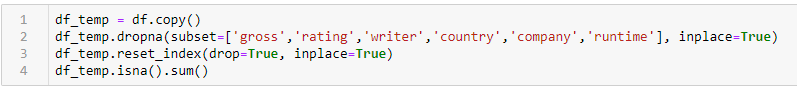 1 df_temp = df.copy()
2 df_temp.dropna(subset=['gross','rating','writer','country','company','runtime'], inplace=True)
3 df_temp.reset_index(drop=True, inplace=True)
4 df_temp.isna().sum()